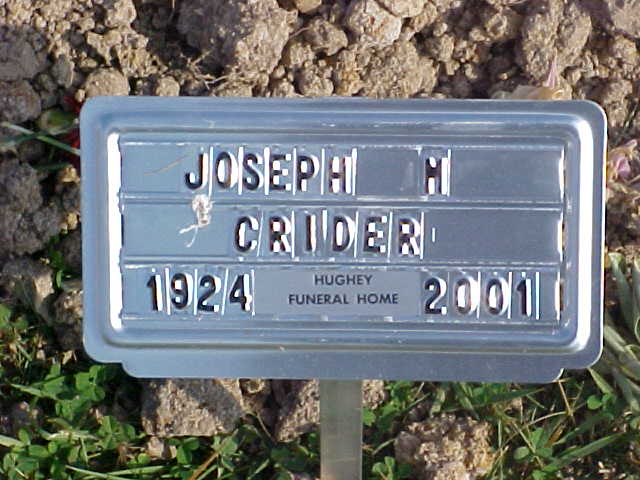 JOSEPH H
CRIDER
1924 HUGHEY FUNERAL HOME 2001